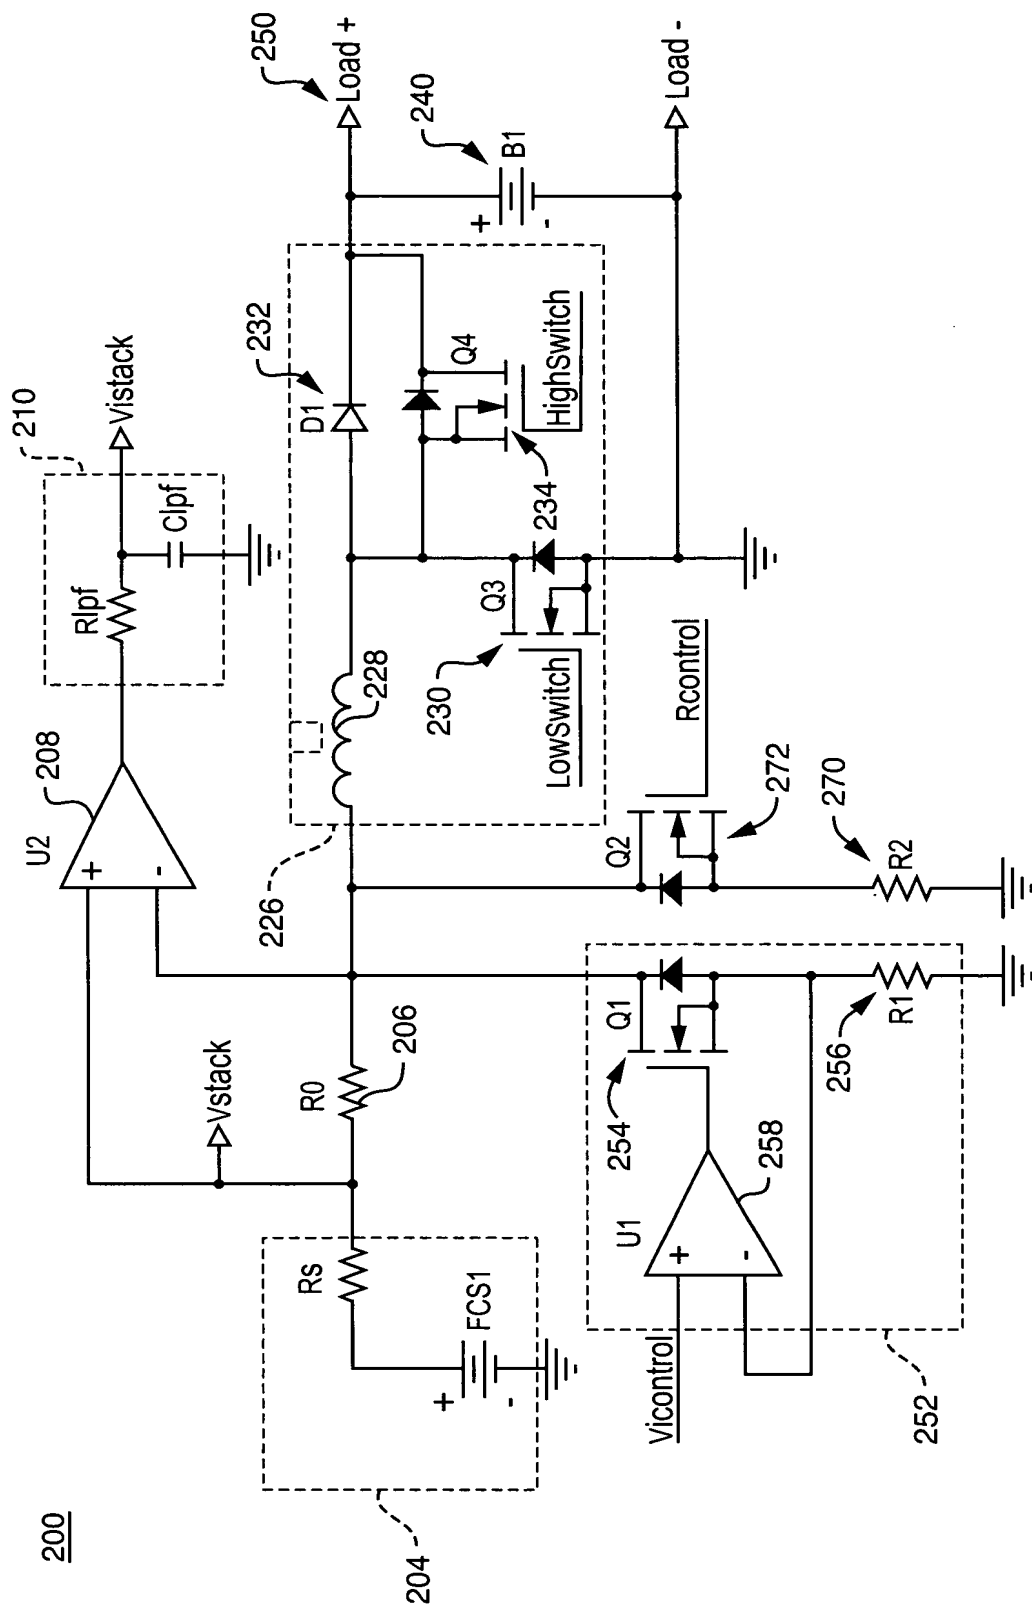 200
204
Rs
FCS1
+
-
Vstack
R0
206
U2
208
+
-
210
Rlpf
Clpf
Vistack
226
228
D1
232
Q4
HighSwitch
234
Q3
230
LowSwitch
250
Load +
240
B1
+
-
Load -
252
Vicontrol
U1
+
-
258
254
Q1
256
R1
Q2
272
Rcontrol
270
R2